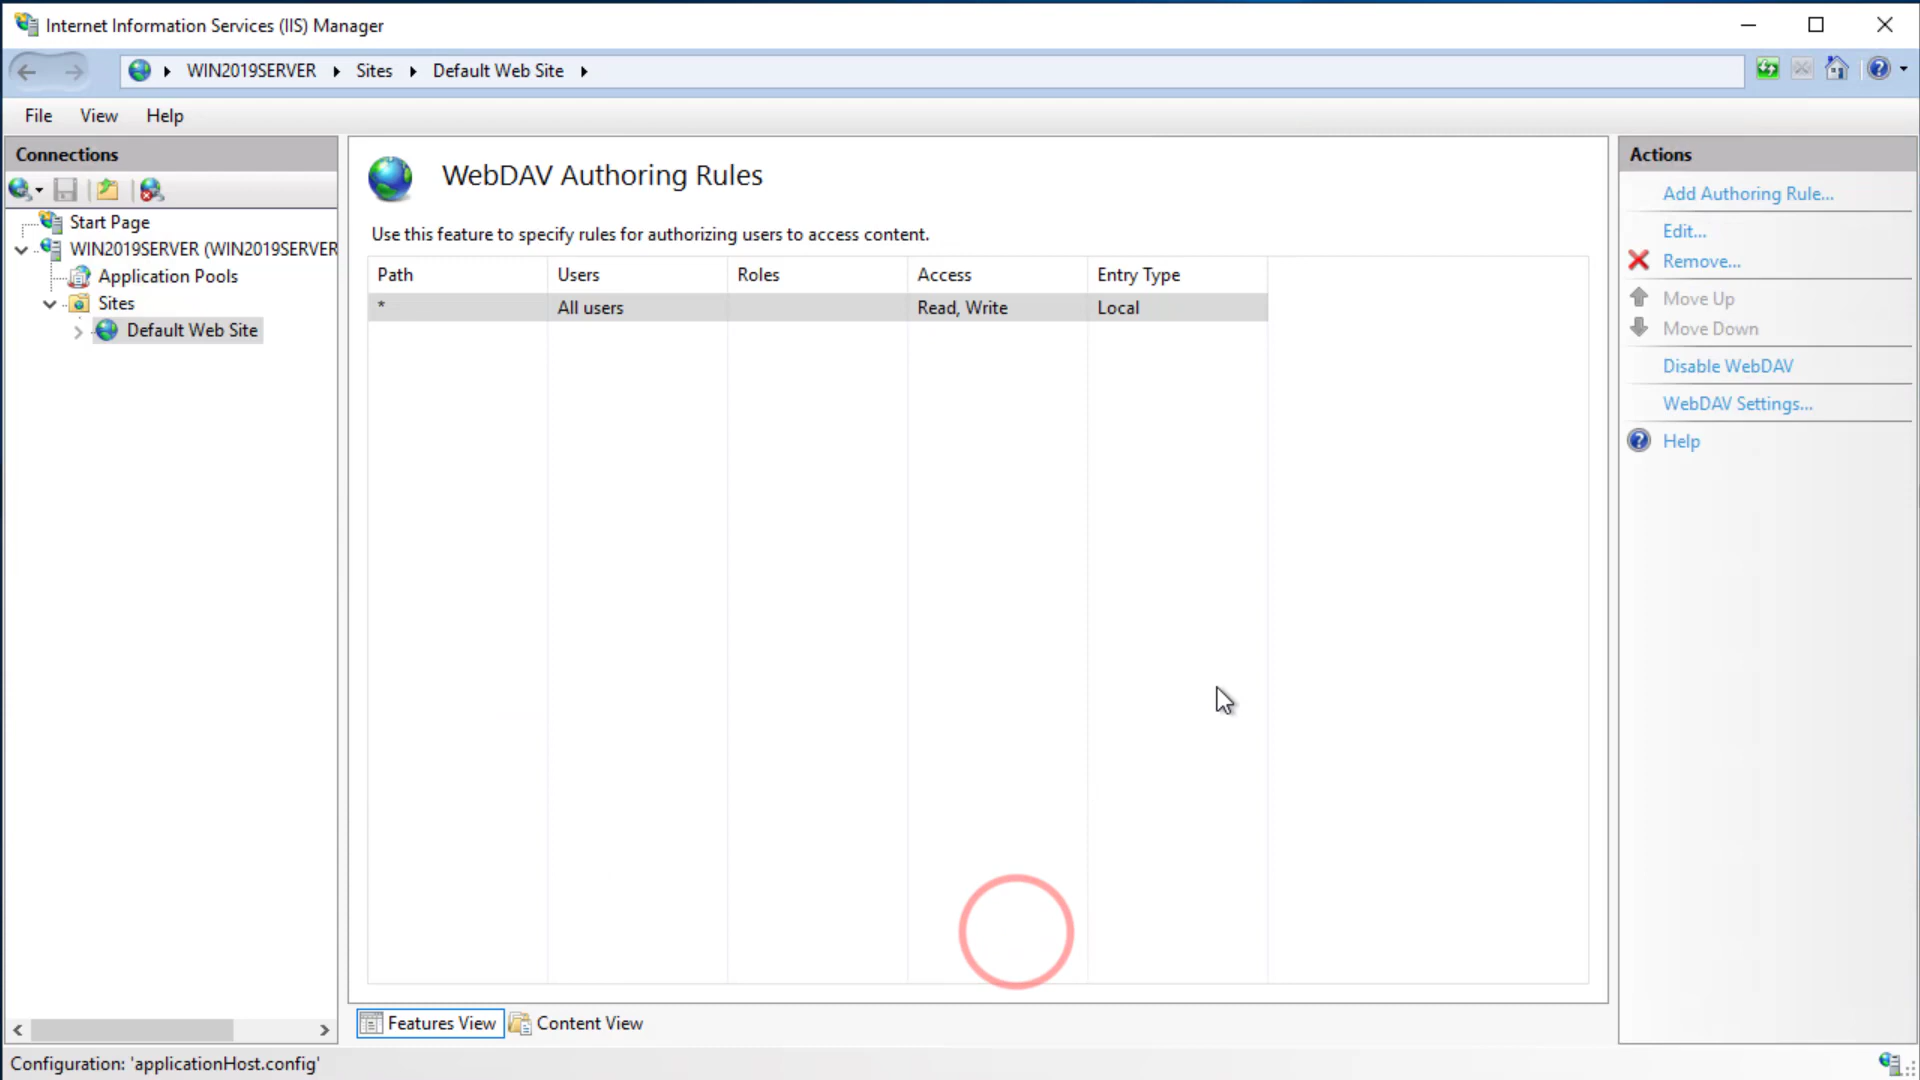 Internet Information Services (IIS) Manager
WIN2019SERVER Sites Default Web Site
File View Help
Connections
Start Page
WIN2019SERVER (WIN2019SERVER
Application Pools
Sites
Default Web Site
WebDAV Authoring Rules
Use this feature to specify rules for authorizing users to access content.
Path Users Roles Access Entry Type
* All users Read, Write Local
Features View Content View
Actions
Add Authoring Rule...
Edit...
Remove...
Move Up
Move Down
Disable WebDAV
WebDAV Settings...
Help
Configuration: 'applicationHost.config'